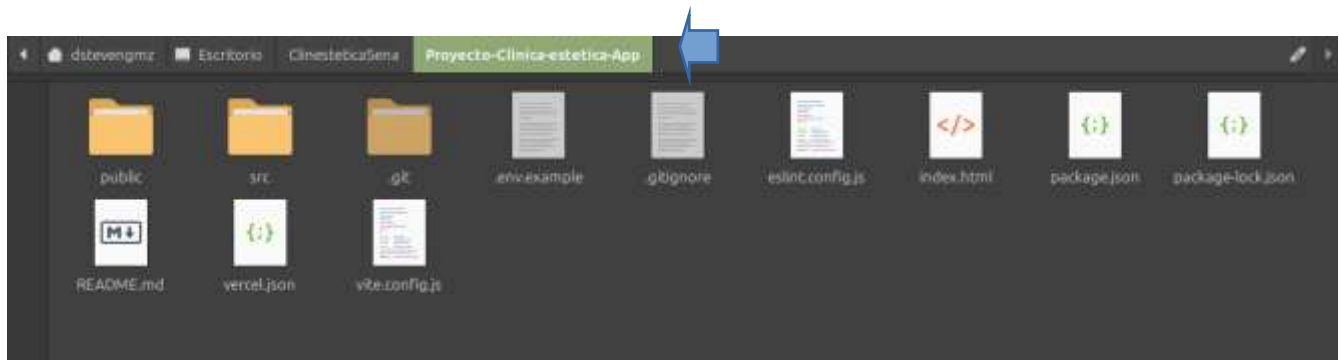 dstevengmz Escritorio ClinesteticaSena Proyecto-Clinica-estetica-App
public src .git .env.example .gitignore eslint.config.js index.html package.json package-lock.json
README.md vercel.json vite.config.js